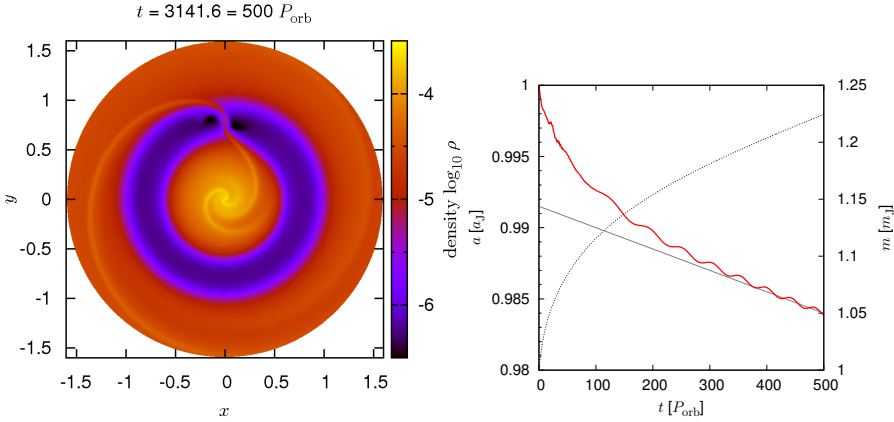 t = 3141.6 = 500 P_orb
1.5
1
0.5
0
-0.5
-1
-1.5
y
-1.5 -1 -0.5 0 0.5 1 1.5
x
-4
-5
-6
density log10 ρ
1
0.995
0.99
0.985
0.98
a [a_J]
0 100 200 300 400 500
t [P_orb]
1.25
1.2
1.15
1.1
1.05
1
m [m_J]